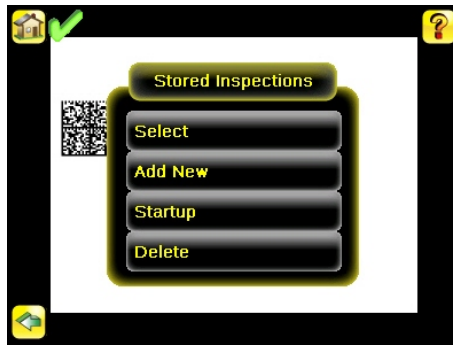 ?
Stored Inspections
Select
Add New
Startup
Delete